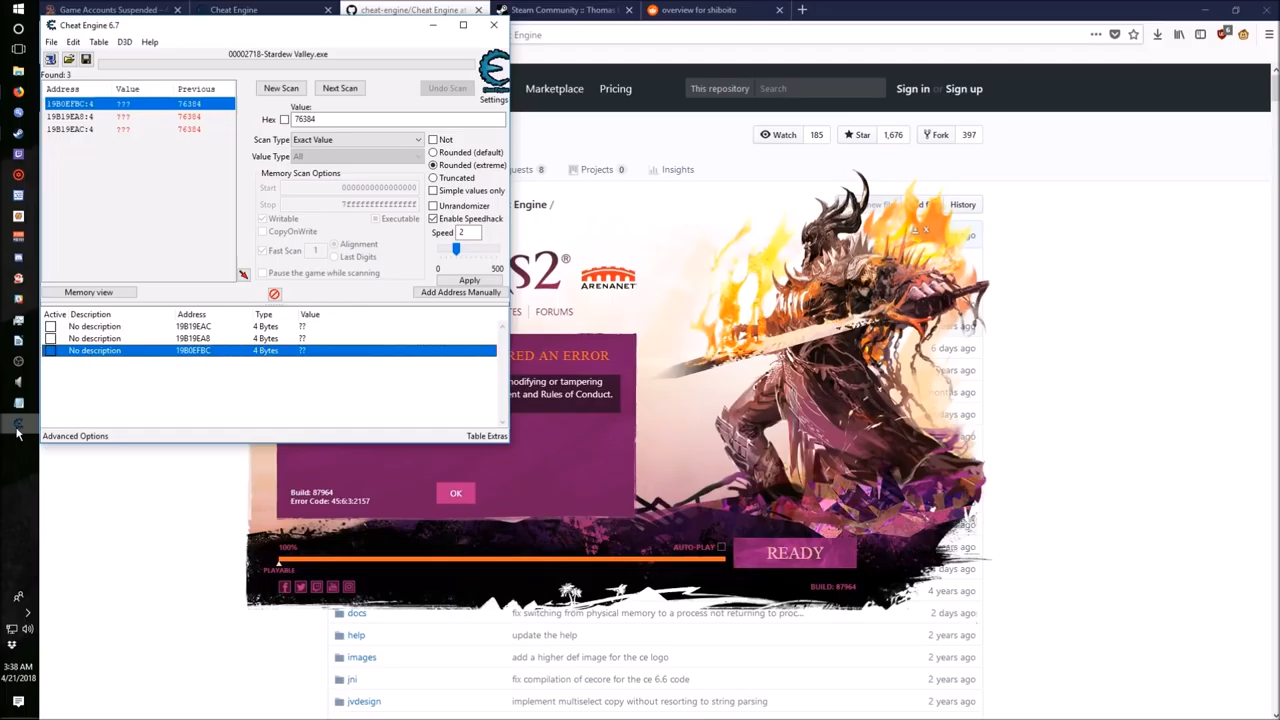 Game Accounts Suspended —
Cheat Engine
cheat-engine/Cheat Engine at
Steam Community :: Thomas
overview for shiboito
Cheat Engine 6.7
Engine
File Edit Table D3D Help
00002718-Stardew Valley.exe
Found: 3
Address Value Previous
19B0EFBC:4 ??? 76384
19B19EA8:4 ??? 76384
19B19EAC:4 ??? 76384
New Scan Next Scan Undo Scan
Settings
Value:
Hex 76384
Scan Type Exact Value
Value Type All
Memory Scan Options
Start 0000000000000000
Stop 7fffffffffffffff
Writable Executable
CopyOnWrite
Fast Scan 1 Alignment
Last Digits
Pause the game while scanning
Not
Rounded (default)
Rounded (extreme)
Truncated
Simple values only
Unrandomizer
Enable Speedhack
Speed 2
0 500
Apply
Memory view
Add Address Manually
Active Description Address Type Value
No description 19B19EAC 4 Bytes ??
No description 19B19EA8 4 Bytes ??
No description 19B0EFBC 4 Bytes ??
Advanced Options Table Extras
Marketplace Pricing This repository Search Sign in or Sign up
Watch 185 Star 1,676 Fork 397
quests 8 Projects 0 Insights
Engine /
History
S2®
ARENANET
FORUMS
RED AN ERROR
modifying or tampering
ent and Rules of Conduct.
Build: 87964
Error Code: 45:6:3:2157
OK
100%
PLAYABLE
AUTO-PLAY
READY
BUILD: 87964
6 days ago
days ago
4 years ago
docs fix switching from physical memory to a process not returning to proc... 2 days ago
help update the help 2 years ago
images add a higher def image for the ce logo 2 years ago
jni fix compilation of cecore for the ce 6.6 code 2 years ago
jvdesign implement multiselect copy without resorting to string parsing 2 years ago
3:38 AM
4/21/2018